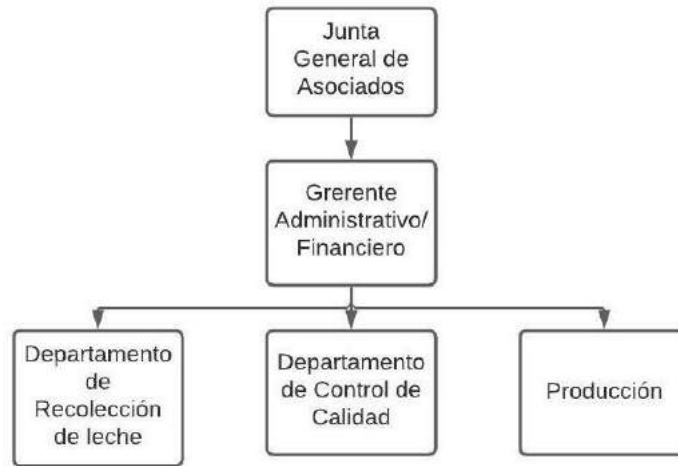 Junta
General de
Asociados
Grerente
Administrativo/
Financiero
Departamento
de
Recolección
de leche
Departamento
de Control de
Calidad
Producción